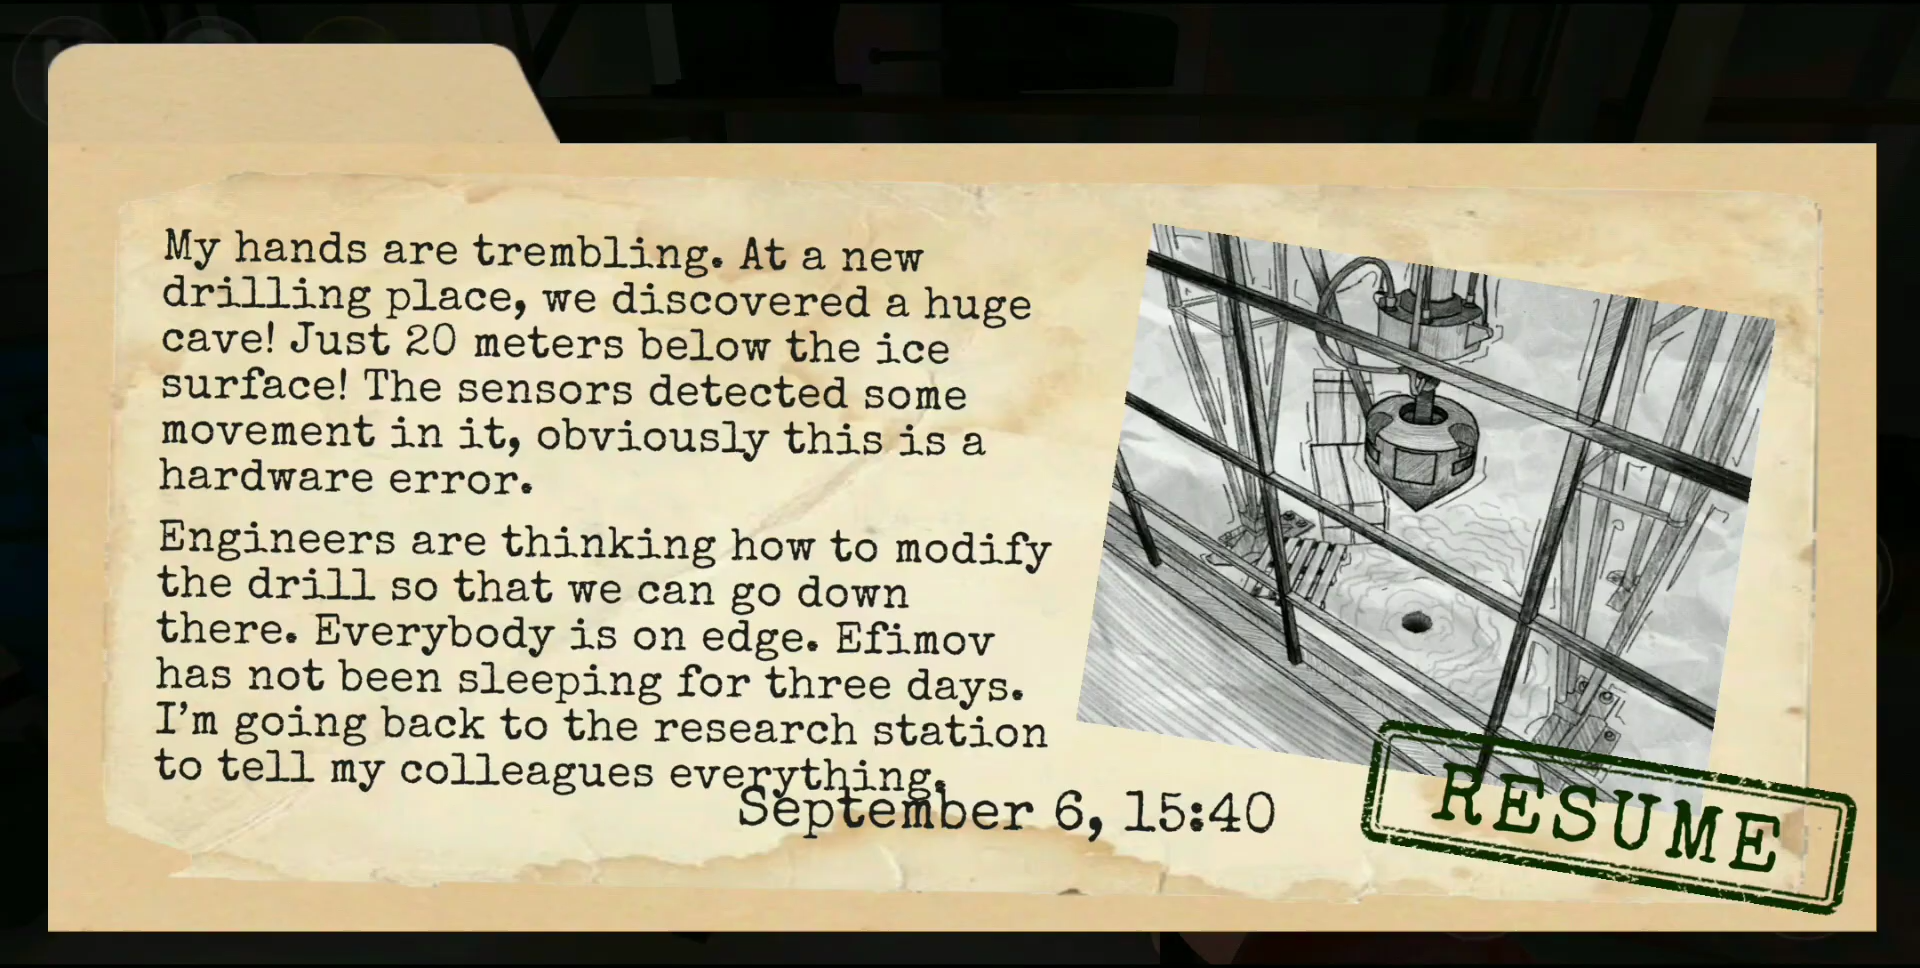 My hands are trembling. At a new
drilling place, we discovered a huge
cave! Just 20 meters below the ice
surface! The sensors detected some
movement in it, obviously this is a
hardware error.
Engineers are thinking how to modify
the drill so that we can go down
there. Everybody is on edge. Efimov
has not been sleeping for three days.
I'm going back to the research station
to tell my colleagues everything.
September 6, 15:40
RESUME